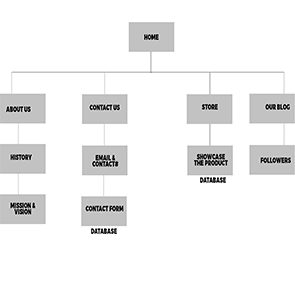 HOME
ABOUT US
CONTACT US
STORE
OUR BLOG
HISTORY
EMAIL &
CONTACT#
SHOWCASE
THE PRODUCT
FOLLOWERS
DATABASE
MISSION &
VISION
CONTACT FORM
DATABASE